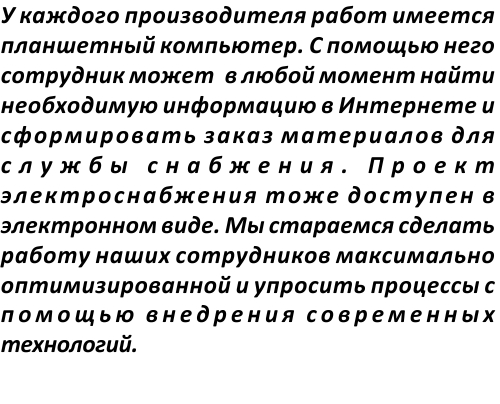 У каждого производителя работ имеется
планшетный компьютер. С помощью него
сотрудник может  в любой момент найти
необходимую информацию в Интернете и
сформировать заказ материалов для
службы снабжения. Проект
электроснабжения тоже доступен в
электронном виде. Мы стараемся сделать
работу наших сотрудников максимально
оптимизированной и упросить процессы с
помощью внедрения современных
технологий.